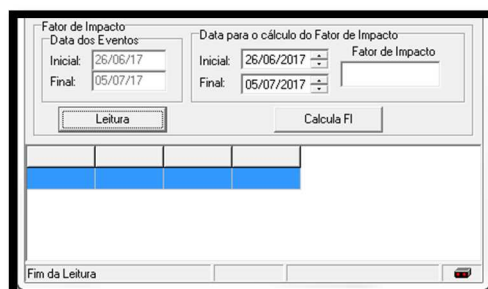 Fator de Impacto
Data dos Eventos
Inicial: 26/06/17
Final: 05/07/17
Data para o cálculo do Fator de Impacto
Inicial: 26/06/2017
Final: 05/07/2017
Fator de Impacto
Leitura
Calcula FI
Fim da Leitura